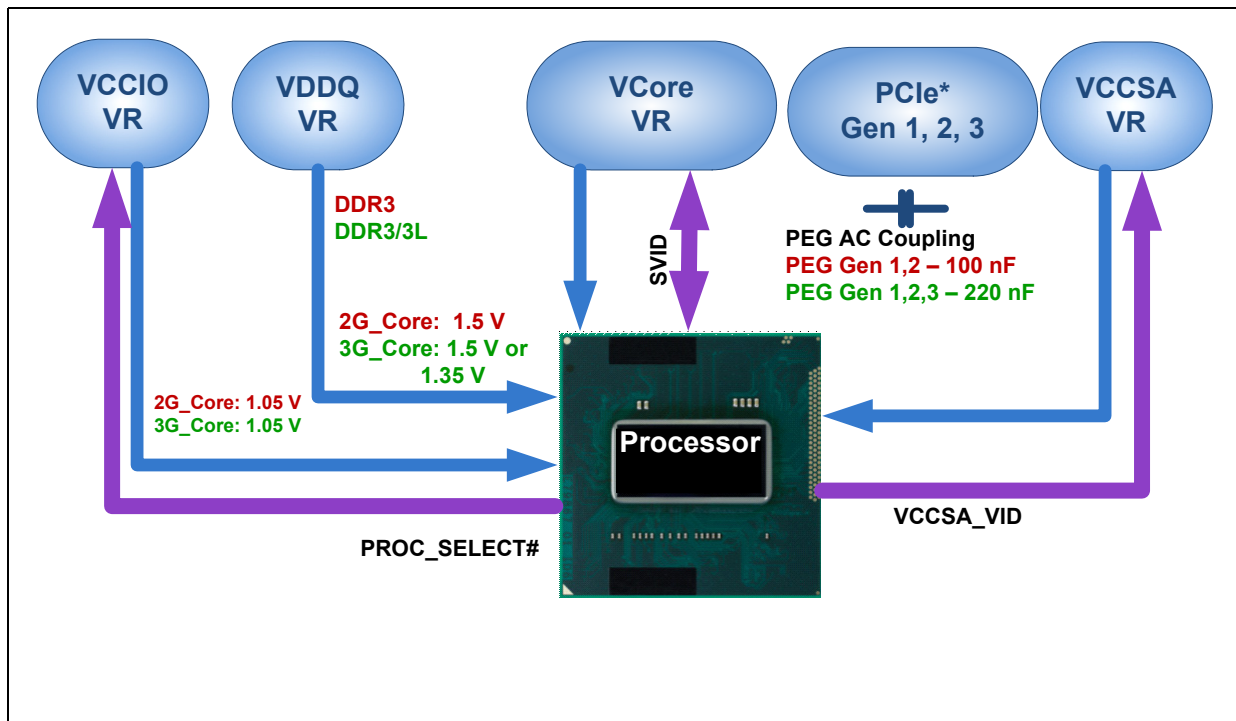 VCCIO
VR
VDDQ
VR
VCore
VR
PCIe*
Gen 1, 2, 3
VCCSA
VR
DDR3
DDR3/3L
SVID
PEG AC Coupling
PEG Gen 1,2 – 100 nF
PEG Gen 1,2,3 – 220 nF
2G_Core: 1.5 V
3G_Core: 1.5 V or
1.35 V
2G_Core: 1.05 V
3G_Core: 1.05 V
Processor
VCCSA_VID
PROC_SELECT#